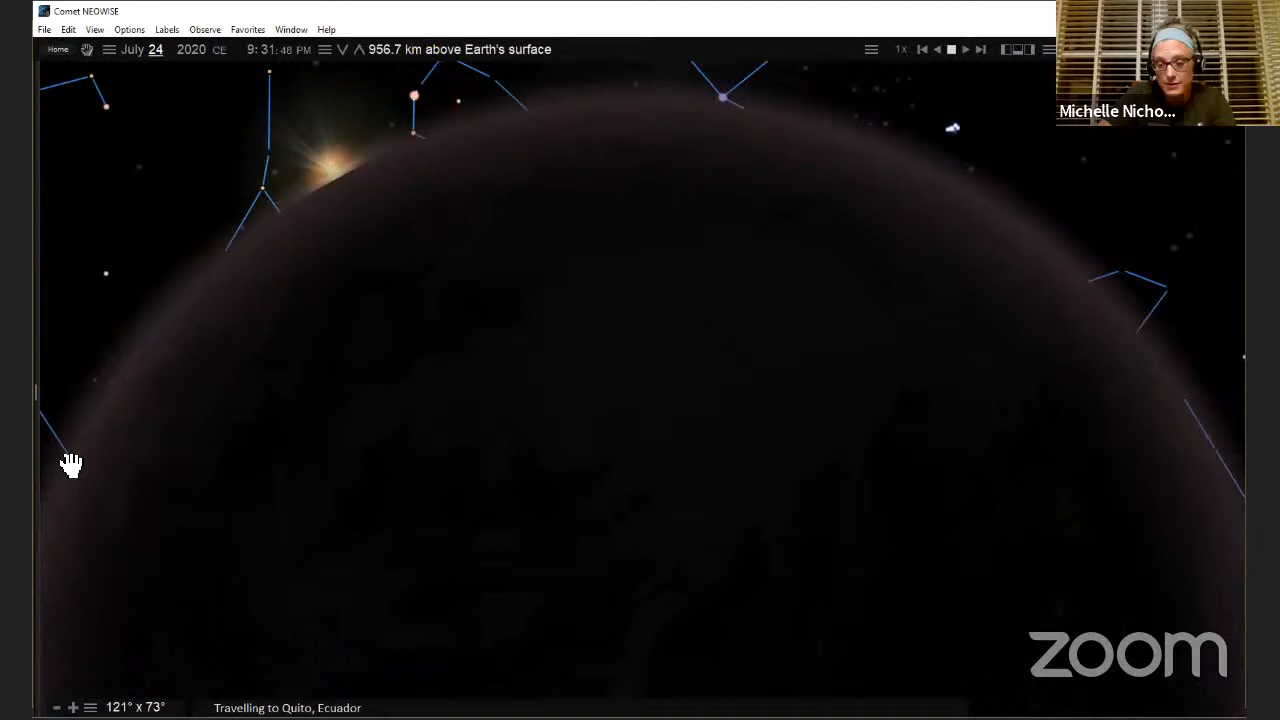 Comet NEOWISE
File Edit View Options Labels Observe Favorites Window Help
Home July 24 2020 CE 9:31:48 PM 956.7 km above Earth's surface 1x
Michelle Nicho...
zoom
121° x 73° Travelling to Quito, Ecuador